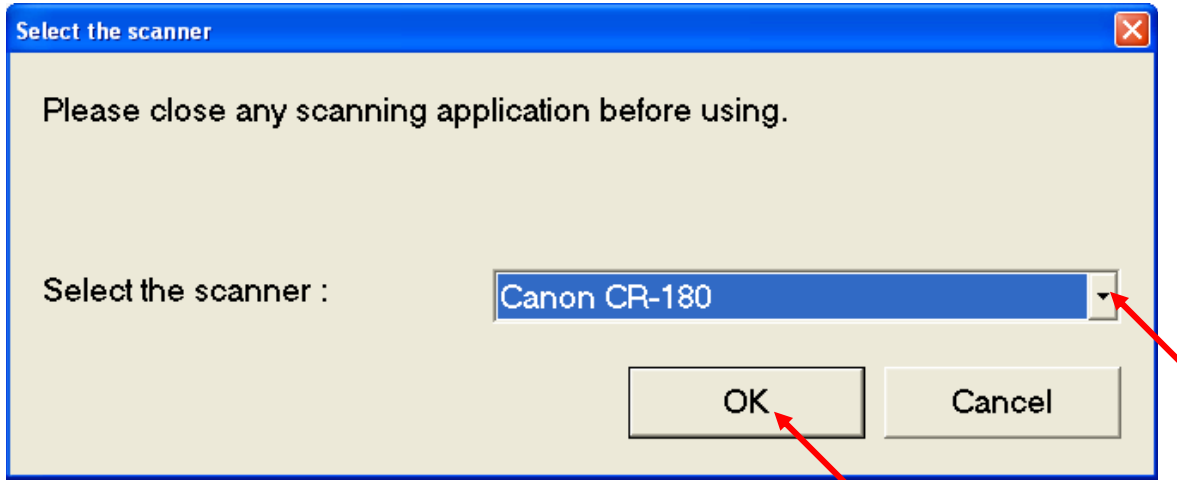 Select the scanner
Please close any scanning application before using.
Select the scanner :
Canon CR-180
OK
Cancel